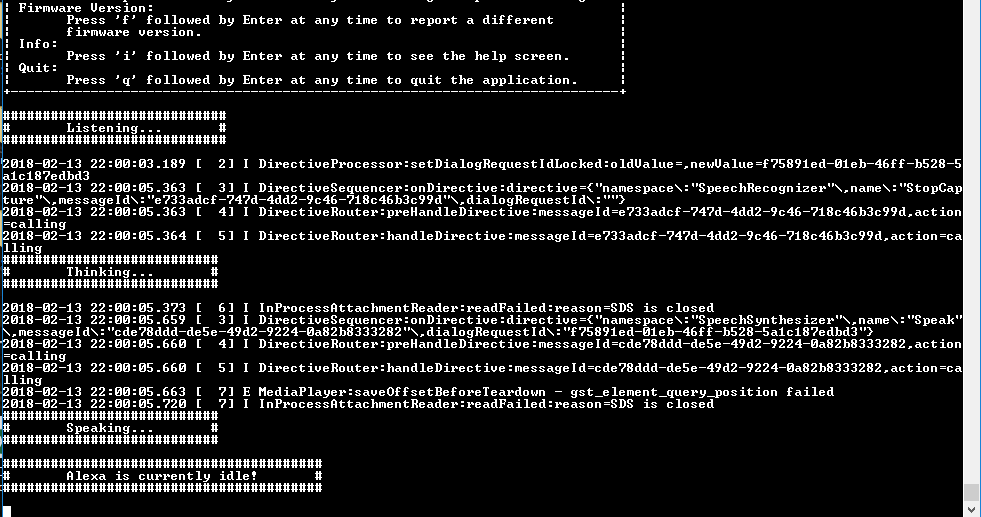 | Firmware Version: |
| Press 'f' followed by Enter at any time to report a different |
| firmware version. |
| Info: |
| Press 'i' followed by Enter at any time to see the help screen. |
| Quit: |
| Press 'q' followed by Enter at any time to quit the application. |
+----------------------------------------------------------------------------+
############################
# Listening... #
############################
2018-02-13 22:00:03.189 [ 2] I DirectiveProcessor:setDialogRequestIdLocked:oldValue=,newValue=f75891ed-01eb-46ff-b528-5
a1c187edbd3
2018-02-13 22:00:05.363 [ 3] I DirectiveSequencer:onDirective:directive={"namespace\:"SpeechRecognizer"\,name\:"StopCap
ture"\,messageId\:"e733adcf-747d-4dd2-9c46-718c46b3c99d"\,dialogRequestId\:""}
2018-02-13 22:00:05.363 [ 4] I DirectiveRouter:preHandleDirective:messageId=e733adcf-747d-4dd2-9c46-718c46b3c99d,action
=calling
2018-02-13 22:00:05.364 [ 5] I DirectiveRouter:handleDirective:messageId=e733adcf-747d-4dd2-9c46-718c46b3c99d,action=ca
lling
###########################
# Thinking... #
###########################
2018-02-13 22:00:05.373 [ 6] I InProcessAttachmentReader:readFailed:reason=SDS is closed
2018-02-13 22:00:05.659 [ 3] I DirectiveSequencer:onDirective:directive={"namespace\:"SpeechSynthesizer"\,name\:"Speak"
\,messageId\:"cde78ddd-de5e-49d2-9224-0a82b8333282"\,dialogRequestId\:"f75891ed-01eb-46ff-b528-5a1c187edbd3"}
2018-02-13 22:00:05.660 [ 4] I DirectiveRouter:preHandleDirective:messageId=cde78ddd-de5e-49d2-9224-0a82b8333282,action
=calling
2018-02-13 22:00:05.660 [ 5] I DirectiveRouter:handleDirective:messageId=cde78ddd-de5e-49d2-9224-0a82b8333282,action=ca
lling
2018-02-13 22:00:05.663 [ 7] E MediaPlayer:saveOffsetBeforeTeardown - gst_element_query_position failed
2018-02-13 22:00:05.720 [ 7] I InProcessAttachmentReader:readFailed:reason=SDS is closed
###########################
# Speaking... #
###########################
########################################
# Alexa is currently idle! #
########################################